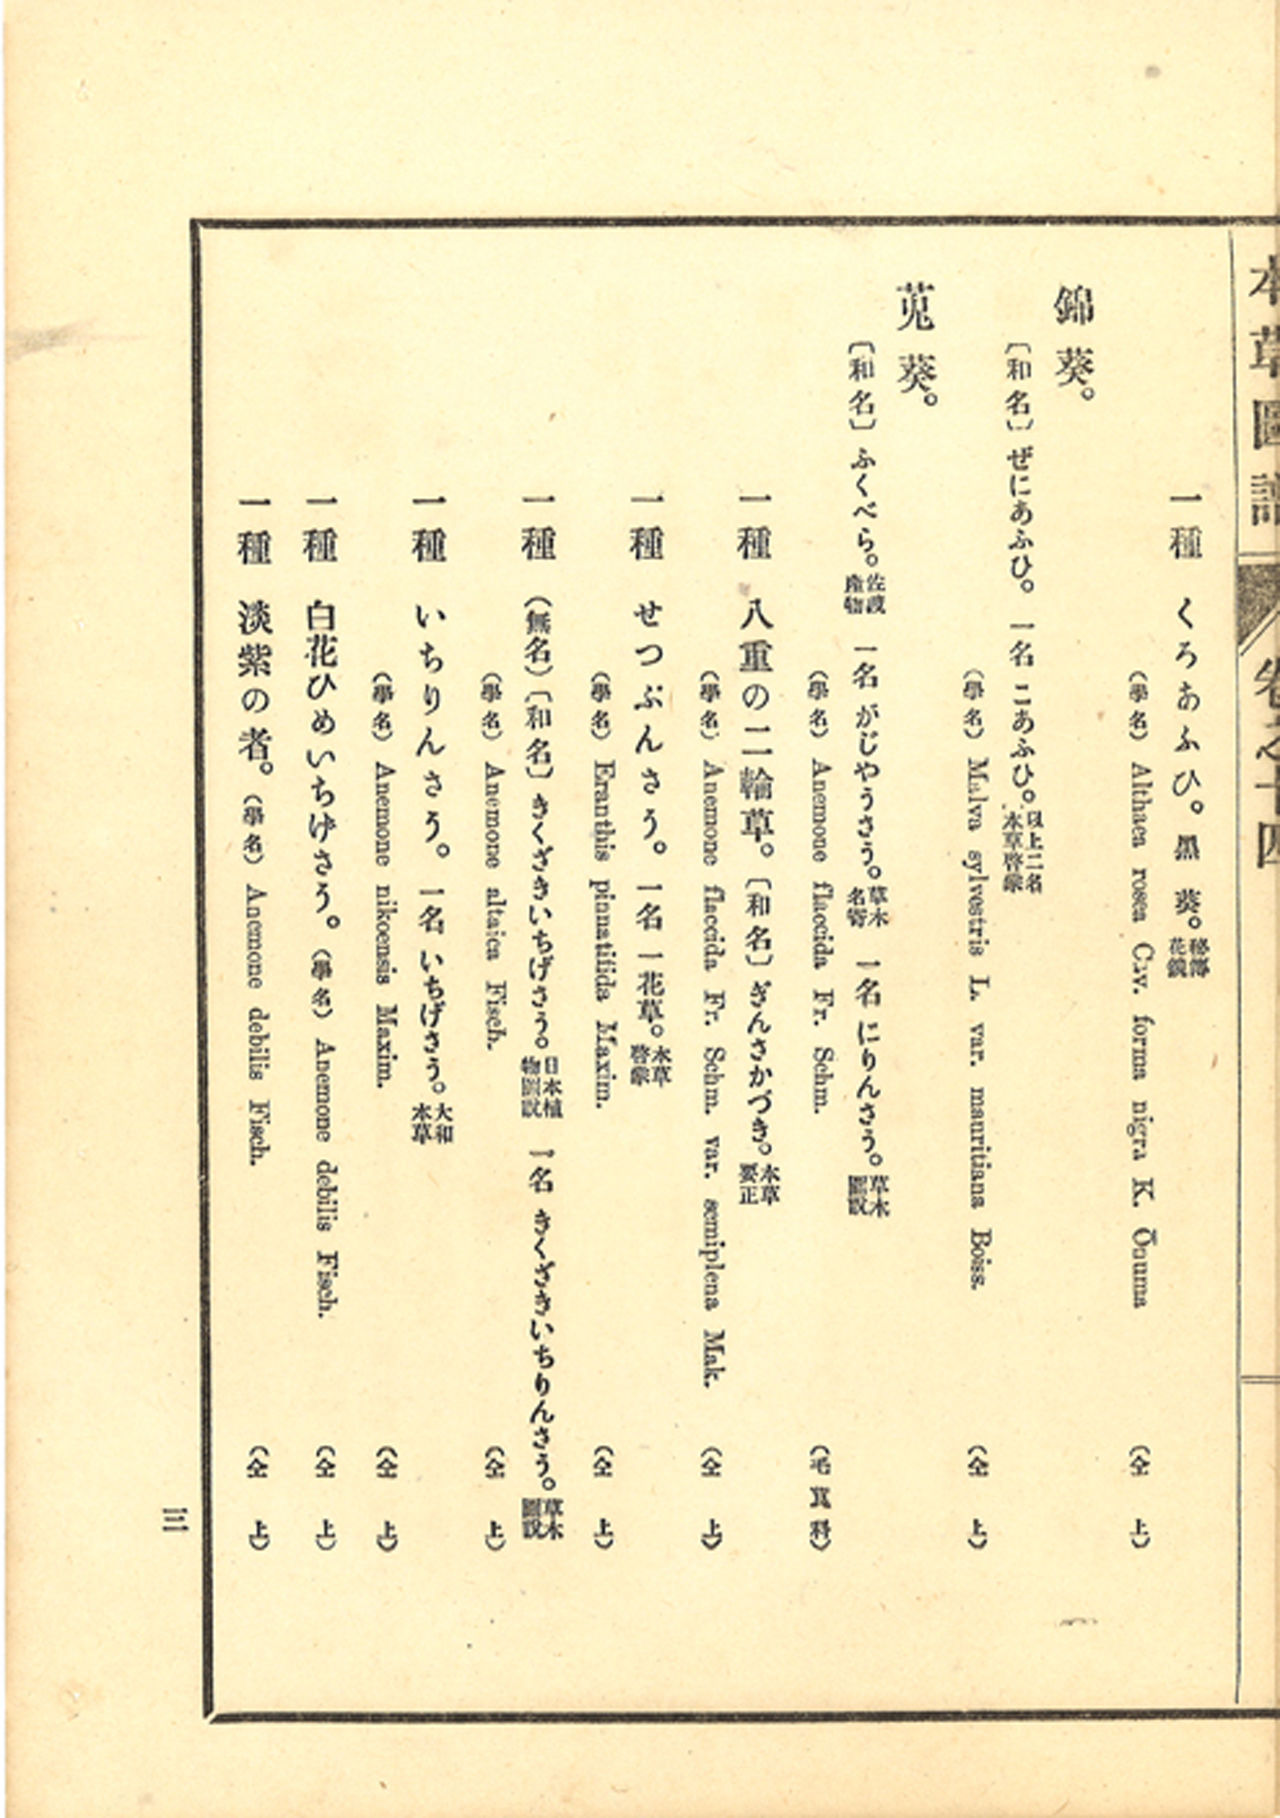 本草圖譜 卷之十四
一種 くろあふひ。黑葵。秘傳花鏡
(學名) Althaea rosea Cav. forma nigra K. Ōnuma (仝上)
錦葵。
〔和名〕ぜにあふひ。一名 こあふひ。以上二名本草啓蒙
(學名) Malva sylvestris L. var. mauritiana Boiss. (仝上)
莵葵。
〔和名〕ふくべら。佐渡產物 一名 がじやうさう。草木名寄 一名 にりんさう。草木圖說
(學名) Anemone flaccida Fr. Schm. (毛茛科)
一種 八重の二輪草。〔和名〕ぎんさかづき。本草要正
(學名) Anemone flaccida Fr. Schm. var. semiplena Mak. (仝上)
一種 せつぶんさう。一名 一花草。本草啓蒙
(學名) Eranthis pinnatifida Maxim. (仝上)
一種 (無名)〔和名〕きくざきいちげさう。日本植物圖說 一名 きくざきいちりんさう。草木圖說
(學名) Anemone altaica Fisch. (仝上)
一種 いちりんさう。一名 いちげさう。大和本草
(學名) Anemone nikoensis Maxim. (仝上)
一種 白花ひめいちげさう。(學名) Anemone debilis Fisch. (仝上)
一種 淡紫の者。(學名) Anemone debilis Fisch. (仝上)
三